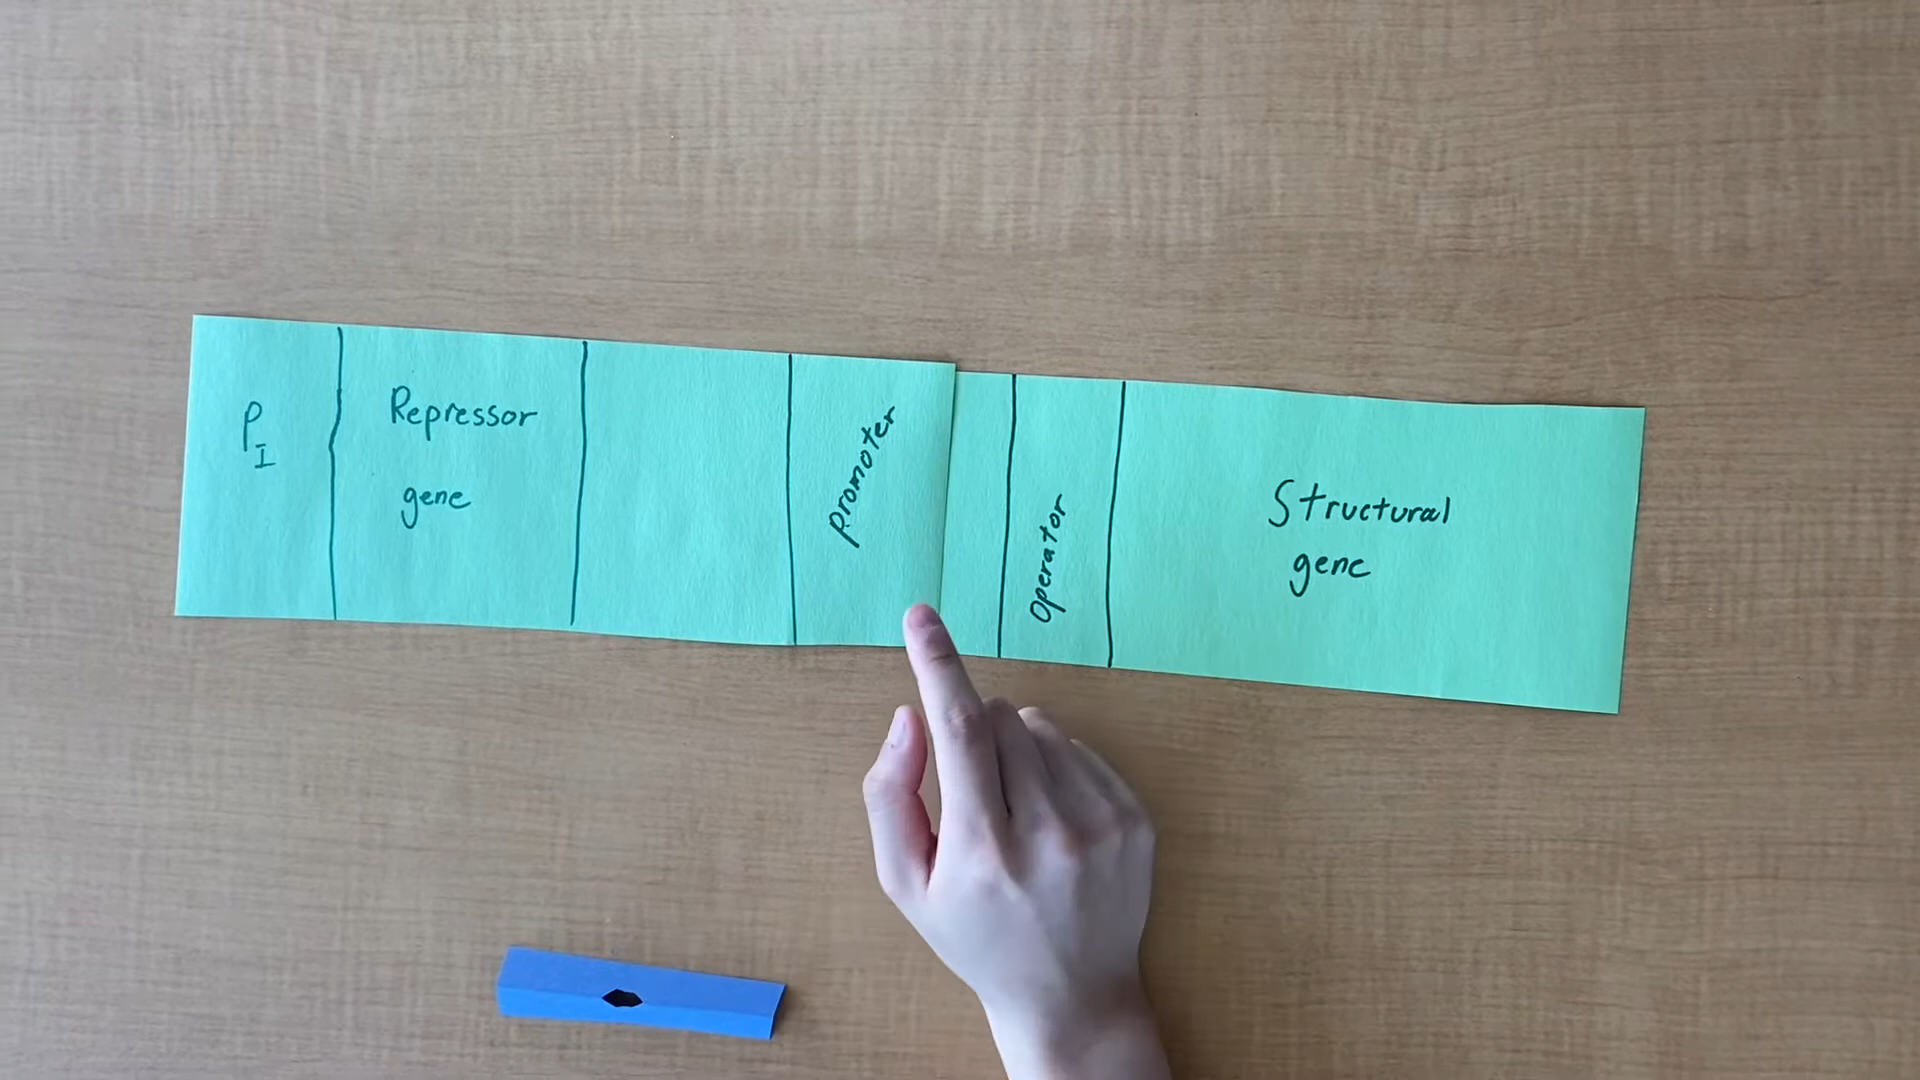 P
I
Repressor
gene
promoter
Operator
Structural
gene